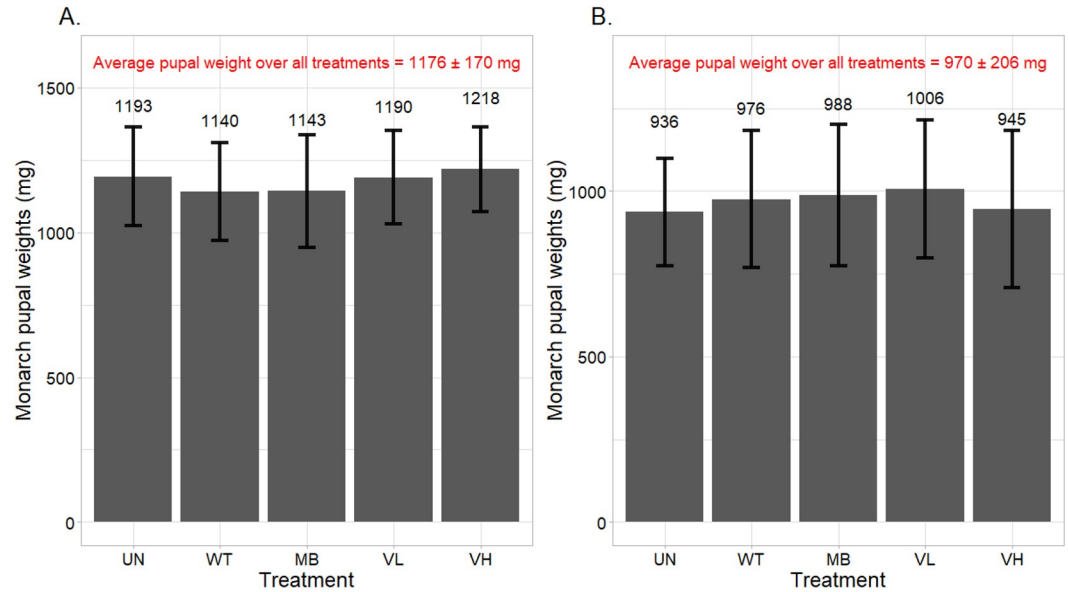 A.
Average pupal weight over all treatments = 1176 ± 170 mg
1500
1193
1140
1143
1190
1218
1000
500
0
Monarch pupal weights (mg)
UN
WT
MB
VL
VH
Treatment
B.
Average pupal weight over all treatments = 970 ± 206 mg
936
976
988
1006
945
1000
500
0
Monarch pupal weights (mg)
UN
WT
MB
VL
VH
Treatment